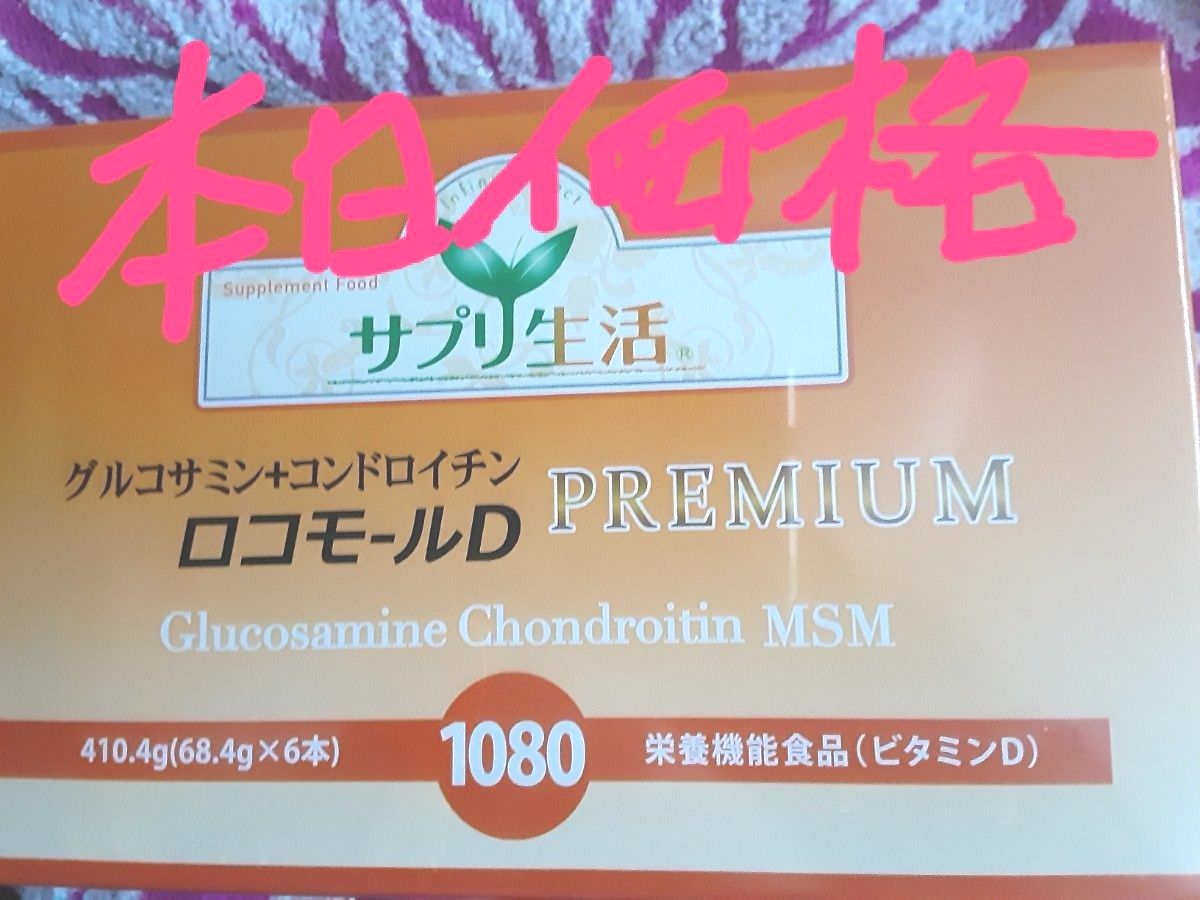 本日価格
Supplement Food
サプリ生活®
グルコサミン+コンドロイチン
ロコモールD
PREMIUM
Glucosamine Chondroitin MSM
410.4g(68.4g×6本)
1080
栄養機能食品(ビタミンD)